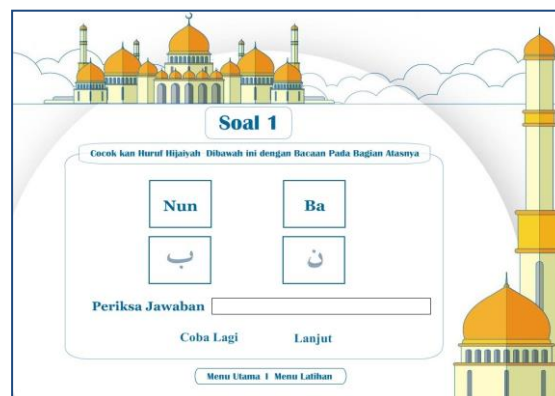 Soal 1
Cocok kan Huruf Hijaiyah Dibawah ini dengan Bacaan Pada Bagian Atasnya
Nun Ba
ب ن
Periksa Jawaban
Coba Lagi Lanjut
Menu Utama I Menu Latihan